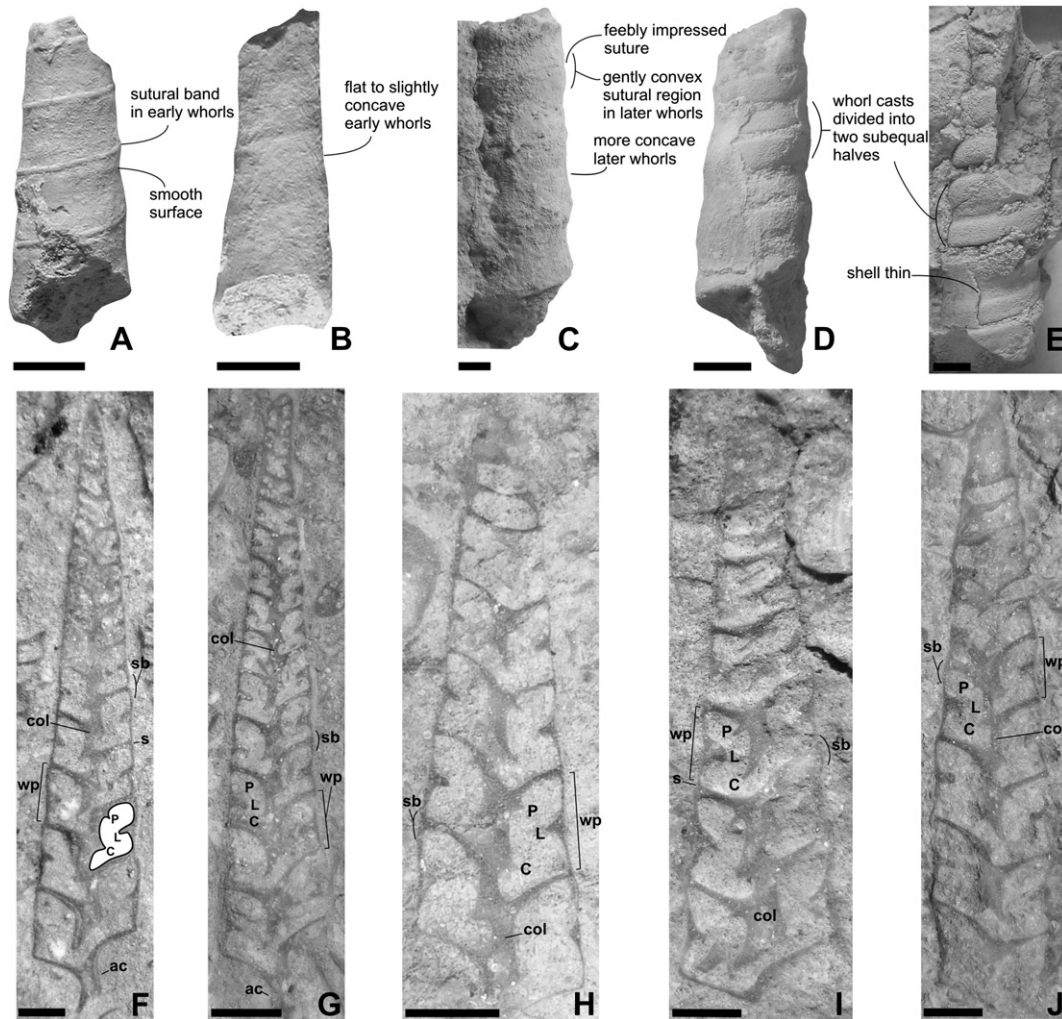 sutural band
in early whorls
smooth
surface
A
flat to slightly
concave
early whorls
B
feebly impressed
suture
gently convex
sutural region
in later whorls
more concave
later whorls
C
whorl casts
divided into
two subequal
halves
shell thin
D
E
sb
col
s
wp
P
L
C
ac
F
col
sb
P
L
C
wp
ac
G
sb
P
L
C
wp
col
H
wp
P
L
C
sb
s
col
I
sb
P
L
C
wp
col
J